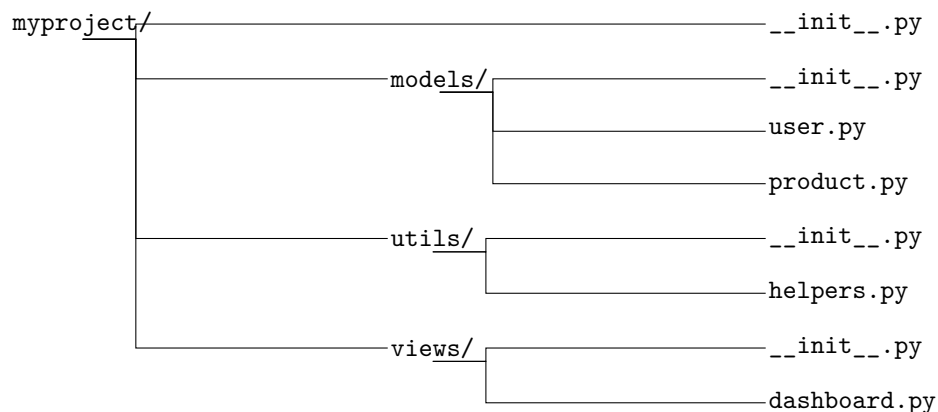 myproject/ __init__.py
models/ __init__.py
user.py
product.py
utils/ __init__.py
helpers.py
views/ __init__.py
dashboard.py